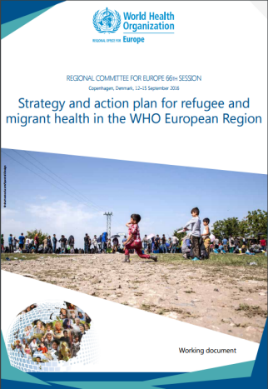 World Health
Organization
REGIONAL OFFICE FOR Europe
REGIONAL COMMITTEE FOR EUROPE 66TH SESSION
Copenhagen, Denmark, 12–15 September 2016
Strategy and action plan for refugee and
migrant health in the WHO European Region
Working document